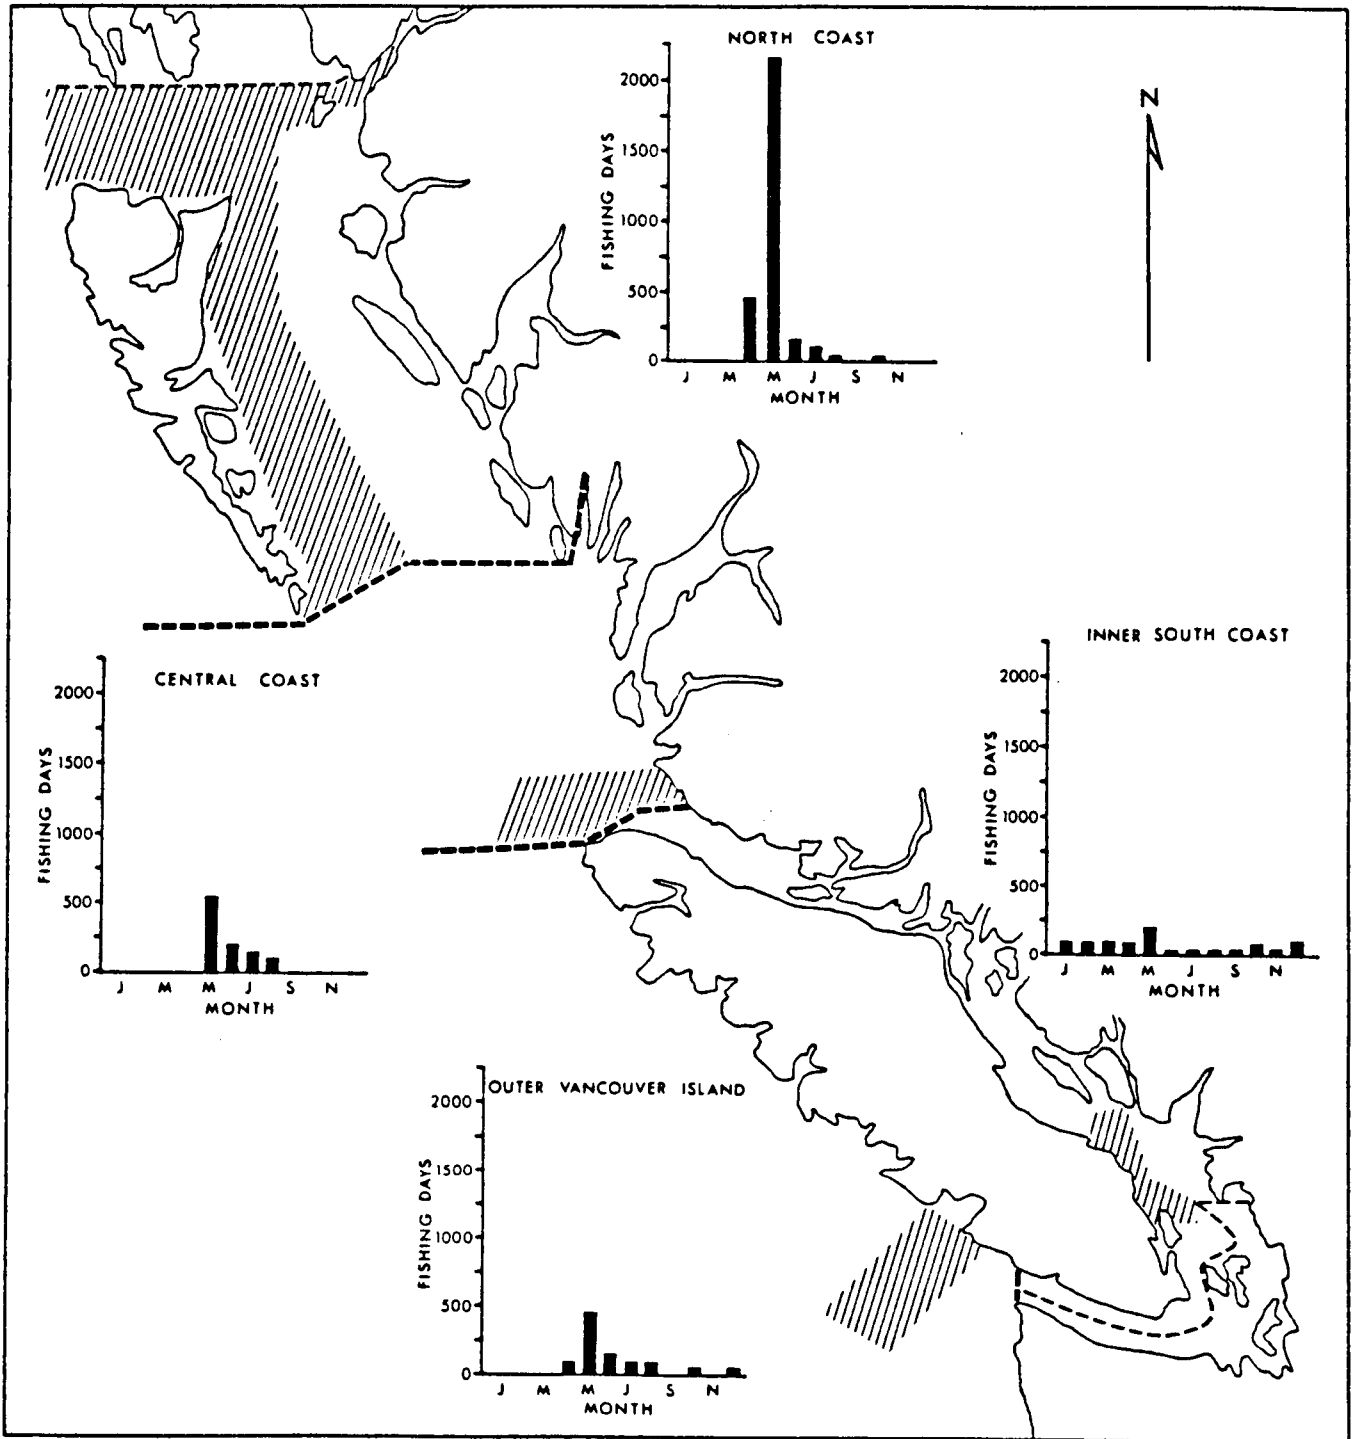 NORTH COAST
2000
1500
1000
500
0
FISHING DAYS
J M M J S N
MONTH
N
CENTRAL COAST
2000
1500
1000
500
0
FISHING DAYS
J M M J S N
MONTH
INNER SOUTH COAST
2000
1500
1000
500
0
FISHING DAYS
J M M J S N
MONTH
OUTER VANCOUVER ISLAND
2000
1500
1000
500
0
FISHING DAYS
J M M J S N
MONTH